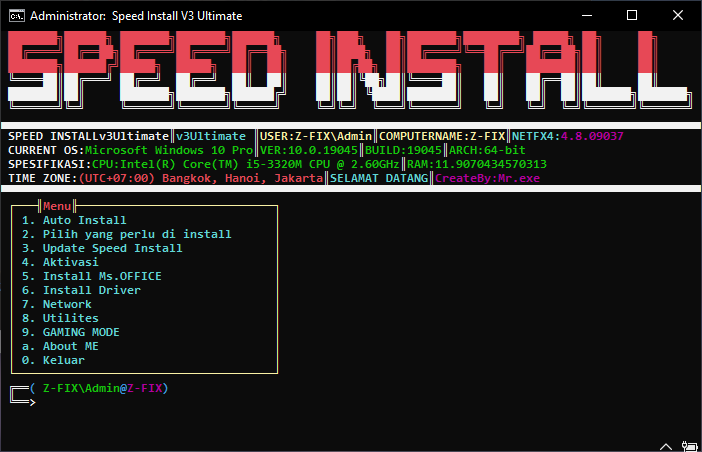 Administrator: Speed Install V3 Ultimate
SPEED INSTALL
SPEED INSTALLv3Ultimate║v3Ultimate ║USER:Z-FIX\Admin║COMPUTERNAME:Z-FIX║NETFX4:4.8.09037
CURRENT OS:Microsoft Windows 10 Pro║VER:10.0.19045║BUILD:19045║ARCH:64-bit
SPESIFIKASI:CPU:Intel(R) Core(TM) i5-3320M CPU @ 2.60GHz║RAM:11.9070434570313
TIME ZONE:(UTC+07:00) Bangkok, Hanoi, Jakarta║SELAMAT DATANG║CreateBy:Mr.exe
Menu
1. Auto Install
2. Pilih yang perlu di install
3. Update Speed Install
4. Aktivasi
5. Install Ms.OFFICE
6. Install Driver
7. Network
8. Utilites
9. GAMING MODE
a. About ME
0. Keluar
( Z-FIX\Admin@Z-FIX)
>